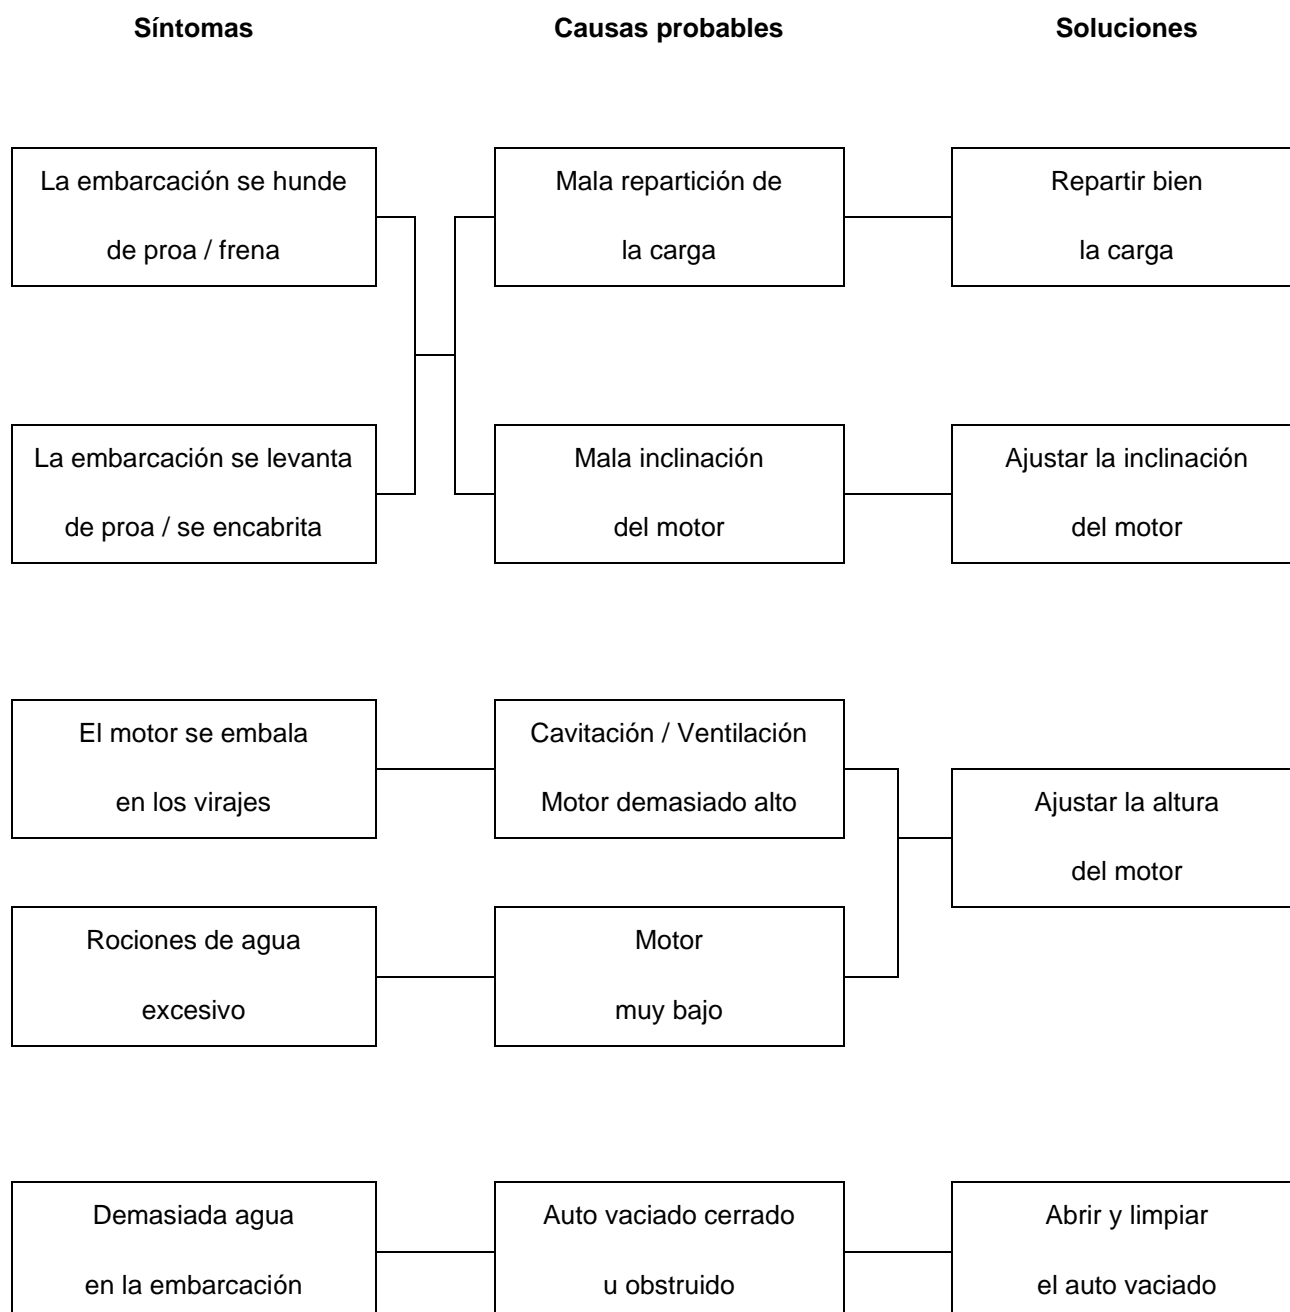 Síntomas
Causas probables
Soluciones
La embarcación se hunde
de proa / frena
Mala repartición de
la carga
Repartir bien
la carga
La embarcación se levanta
de proa / se encabrita
Mala inclinación
del motor
Ajustar la inclinación
del motor
El motor se embala
en los virajes
Cavitación / Ventilación
Motor demasiado alto
Ajustar la altura
del motor
Rociones de agua
excesivo
Motor
muy bajo
Demasiada agua
en la embarcación
Auto vaciado cerrado
u obstruido
Abrir y limpiar
el auto vaciado